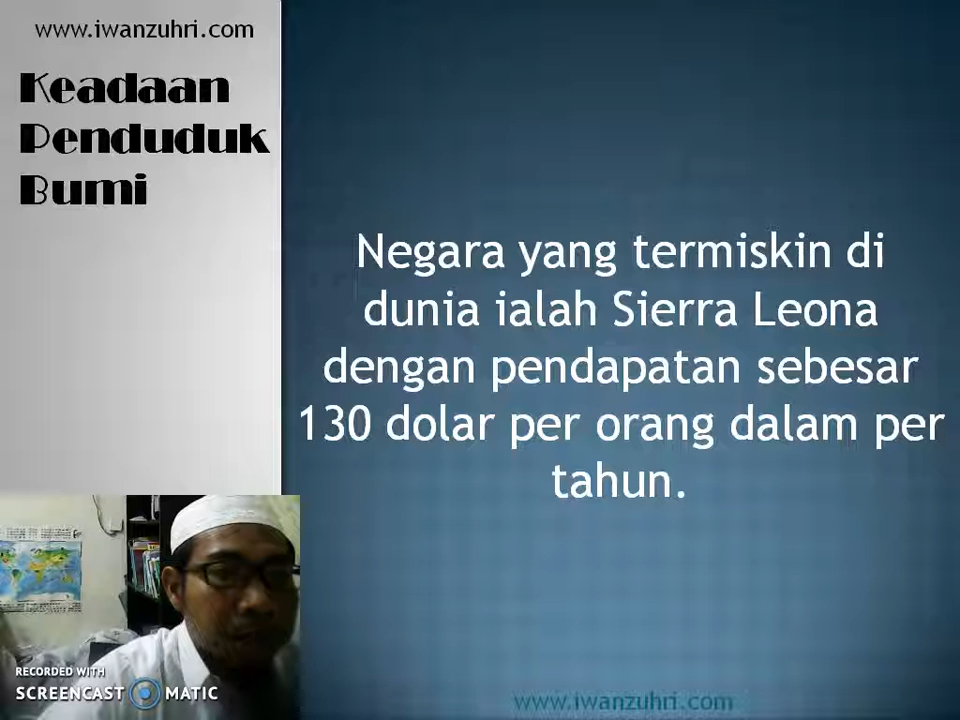 www.iwanzuhri.com
Keadaan
Penduduk
Bumi
Negara yang termiskin di
dunia ialah Sierra Leona
dengan pendapatan sebesar
130 dolar per orang dalam per
tahun.
RECORDED WITH
SCREENCAST MATIC
www.iwanzuhri.com